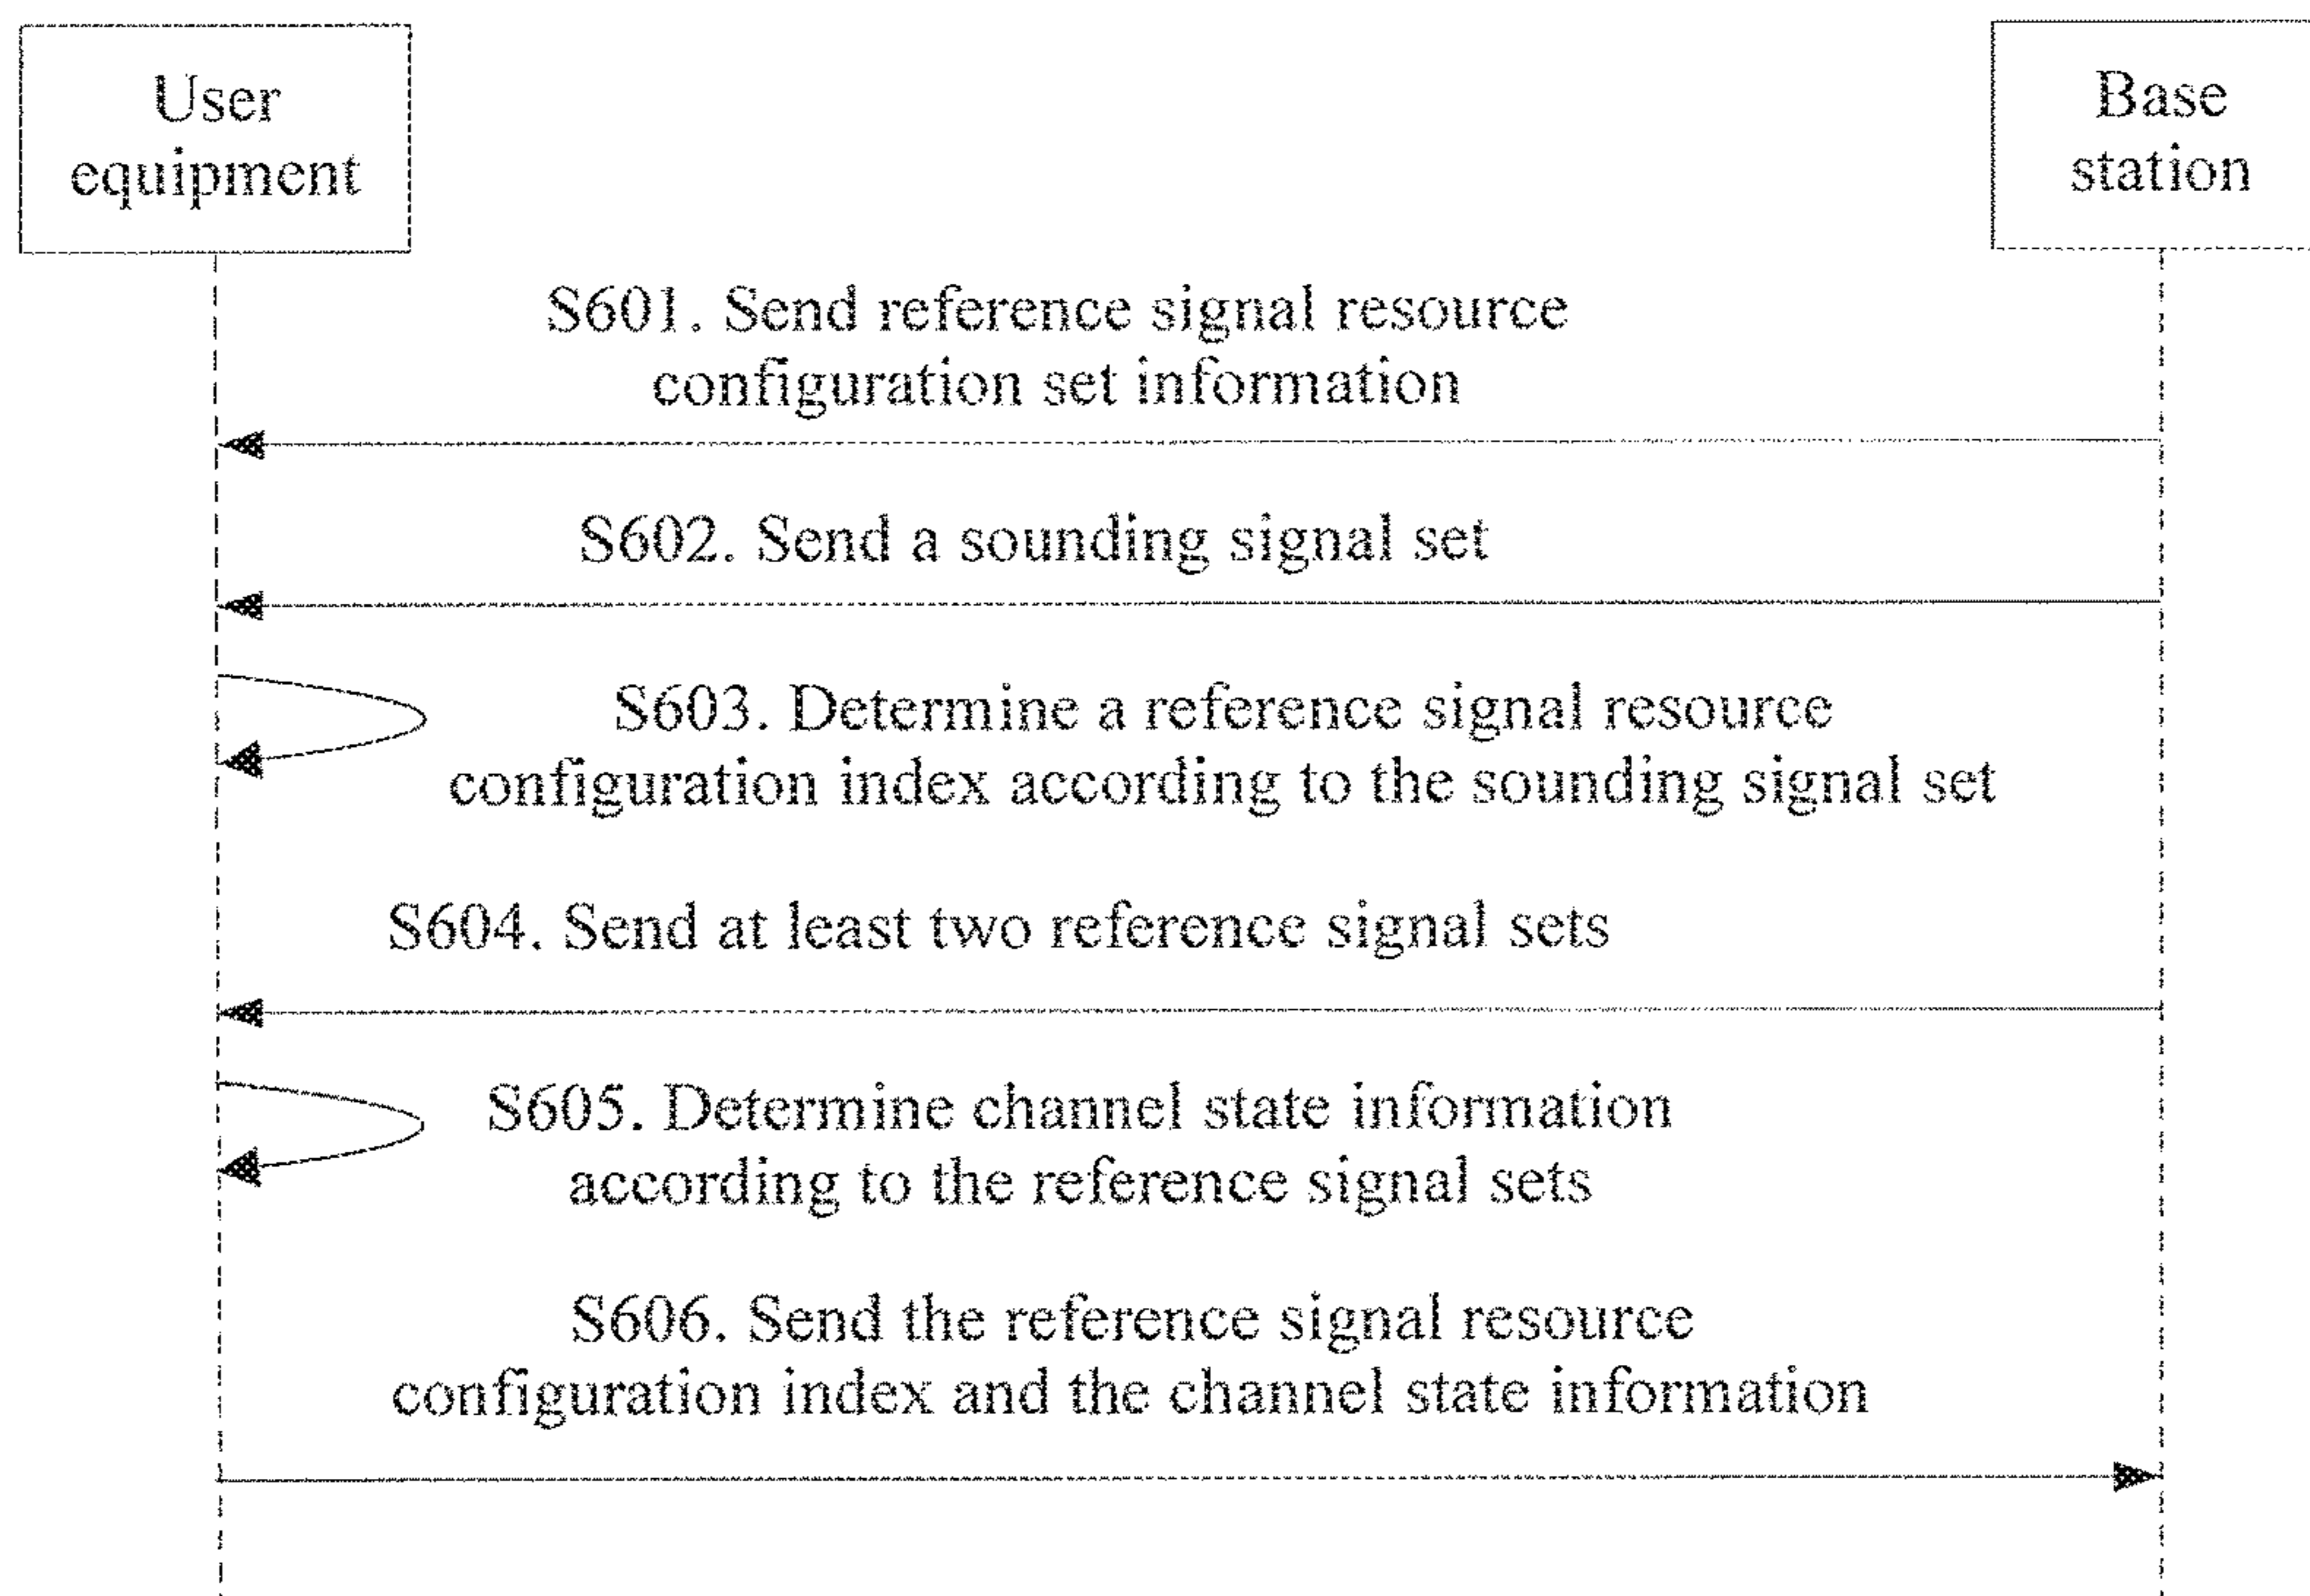 User
equipment
Base
station
S601. Send reference signal resource
configuration set information
S602. Send a sounding signal set
S603. Determine a reference signal resource
configuration index according to the sounding signal set
S604. Send at least two reference signal sets
S605. Determine channel state information
according to the reference signal sets
S606. Send the reference signal resource
configuration index and the channel state information